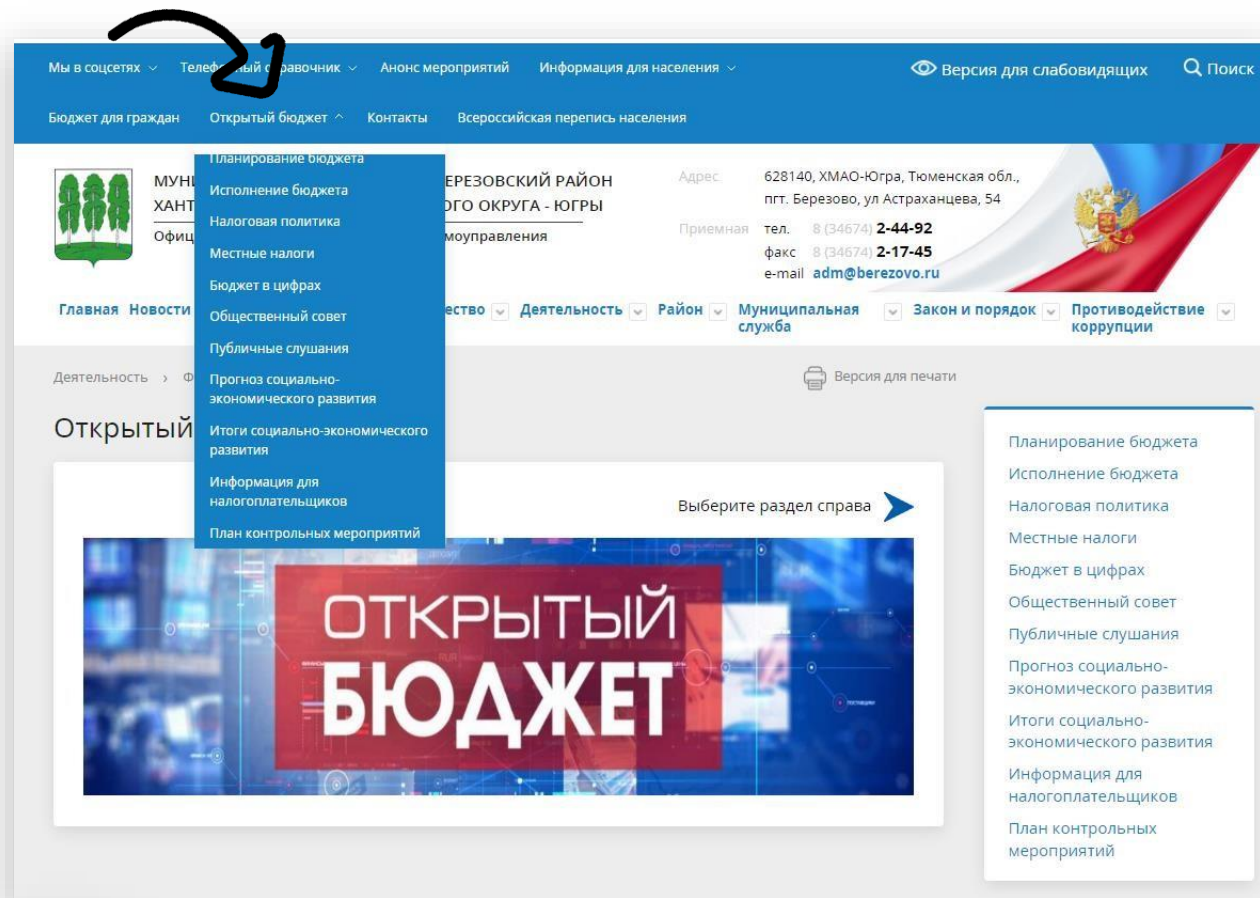 Мы в соцсетях Телефонный справочник Анонс мероприятий Информация для населения Версия для слабовидящих Поиск
Бюджет для граждан Открытый бюджет Контакты Всероссийская перепись населения
Планирование бюджета
Исполнение бюджета
Налоговая политика
Местные налоги
Бюджет в цифрах
Общественный совет
Публичные слушания
Прогноз социально-
экономического развития
Итоги социально-экономического
развития
Информация для
налогоплательщиков
План контрольных мероприятий
МУНИ ЕРЕЗОВСКИЙ РАЙОН
ХАНТ ОГО ОКРУГА - ЮГРЫ
Офиц моуправления
Адрес 628140, ХМАО-Югра, Тюменская обл.,
пгт. Березово, ул Астраханцева, 54
Приемная тел. 8 (34674) 2-44-92
факс 8 (34674) 2-17-45
e-mail adm@berezovo.ru
Главная Новости ество Деятельность Район Муниципальная служба Закон и порядок Противодействие коррупции
Деятельность › Ф
Версия для печати
Открытый
Выберите раздел справа
ОТКРЫТЫЙ
БЮДЖЕТ
Планирование бюджета
Исполнение бюджета
Налоговая политика
Местные налоги
Бюджет в цифрах
Общественный совет
Публичные слушания
Прогноз социально-
экономического развития
Итоги социально-
экономического развития
Информация для
налогоплательщиков
План контрольных
мероприятий